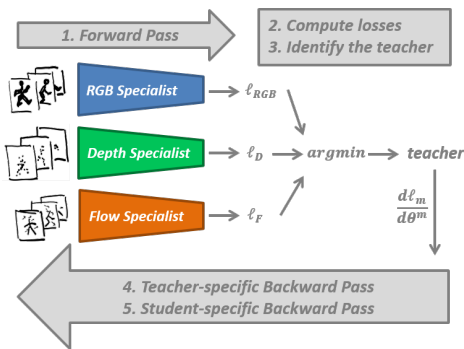 1. Forward Pass
2. Compute losses
3. Identify the teacher
RGB Specialist
ℓ_RGB
Depth Specialist
ℓ_D
argmin
teacher
Flow Specialist
ℓ_F
dℓ_m
dθ^m
4. Teacher-specific Backward Pass
5. Student-specific Backward Pass